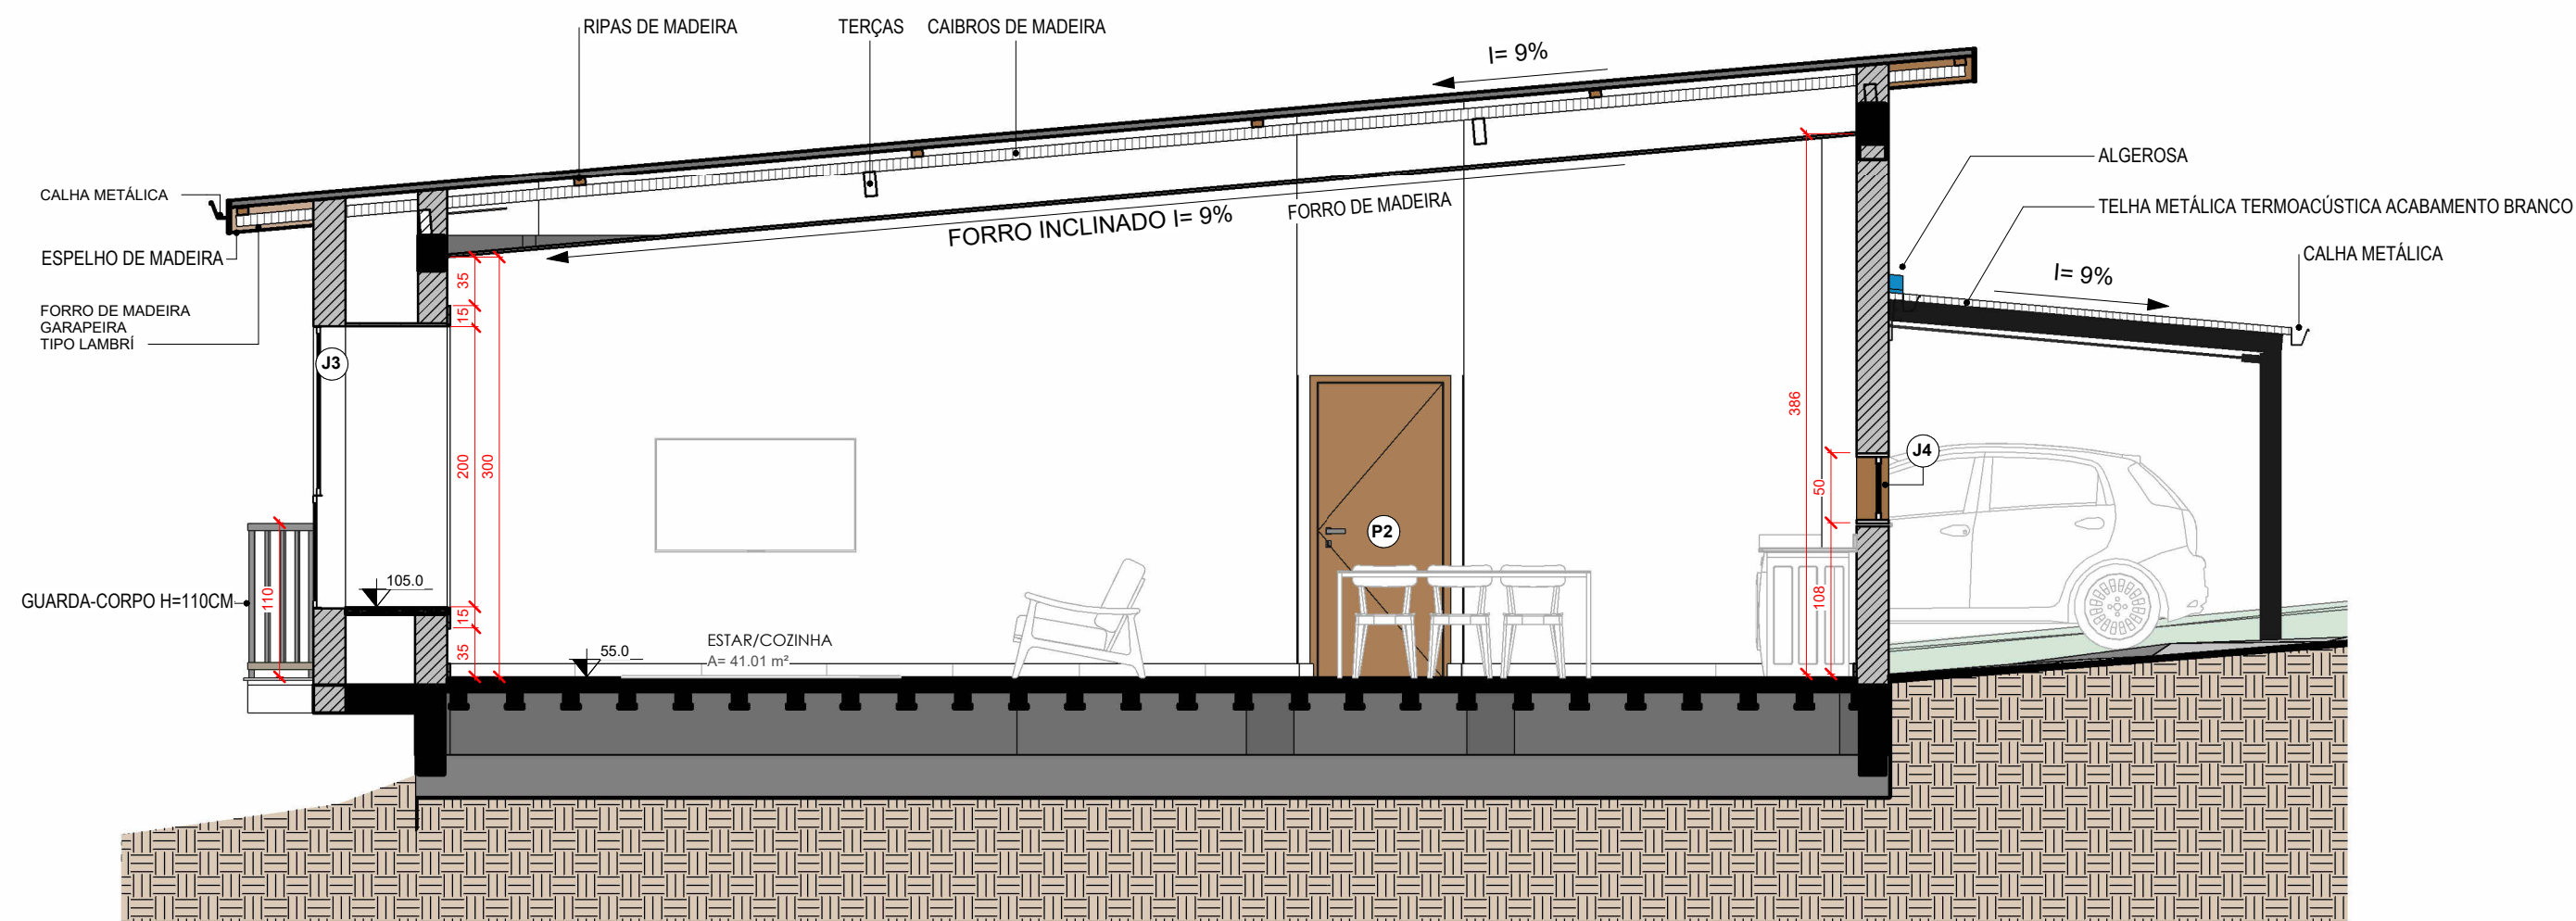 RIPAS DE MADEIRA
TERÇAS
CAIBROS DE MADEIRA
I= 9%
CALHA METÁLICA
ESPELHO DE MADEIRA
FORRO DE MADEIRA
GARAPEIRA
TIPO LAMBRÍ
FORRO INCLINADO I= 9%
FORRO DE MADEIRA
ALGEROSA
TELHA METÁLICA TERMOACÚSTICA ACABAMENTO BRANCO
CALHA METÁLICA
I= 9%
35
15
200
300
15
35
J3
105.0
110
GUARDA-CORPO H=110CM
55.0
ESTAR/COZINHA
A= 41.01 m²
P2
386
50
108
J4